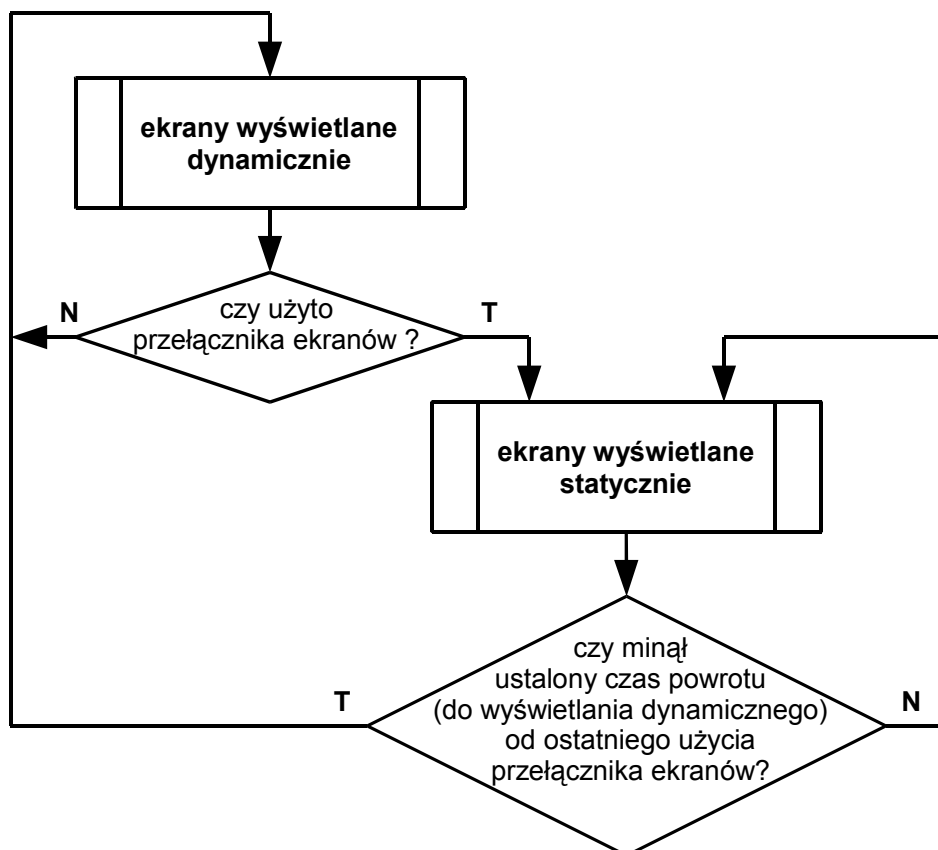 ekrany wyświetlane
dynamicznie
N
czy użyto
przełącznika ekranów ?
T
ekrany wyświetlane
statycznie
T
czy minął
ustalony czas powrotu
(do wyświetlania dynamicznego)
od ostatniego użycia
przełącznika ekranów?
N